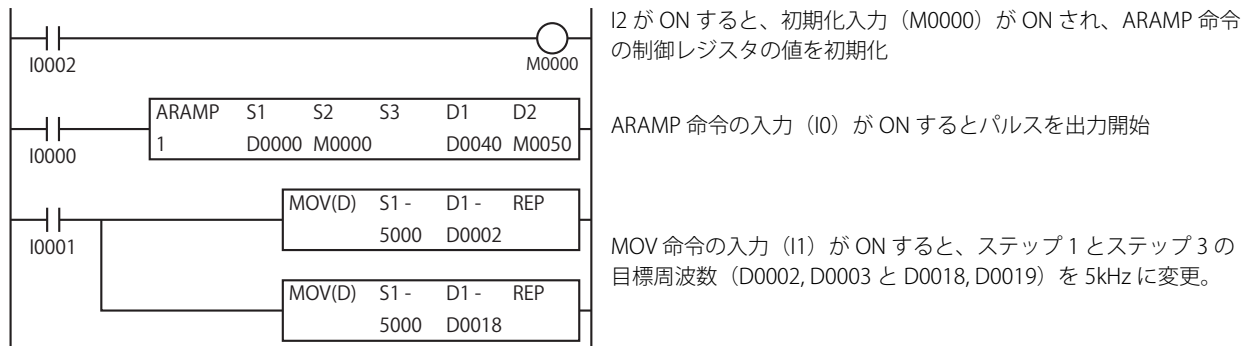 I2 が ON すると、初期化入力（M0000）が ON され、ARAMP 命令
の制御レジスタの値を初期化
I0002
M0000
ARAMP S1 S2 S3 D1 D2
1 D0000 M0000 D0040 M0050
I0000
ARAMP 命令の入力（I0）が ON するとパルスを出力開始
MOV(D) S1 - D1 - REP
5000 D0002
I0001
MOV 命令の入力（I1）が ON すると、ステップ 1 とステップ 3 の
目標周波数（D0002, D0003 と D0018, D0019）を 5kHz に変更。
MOV(D) S1 - D1 - REP
5000 D0018